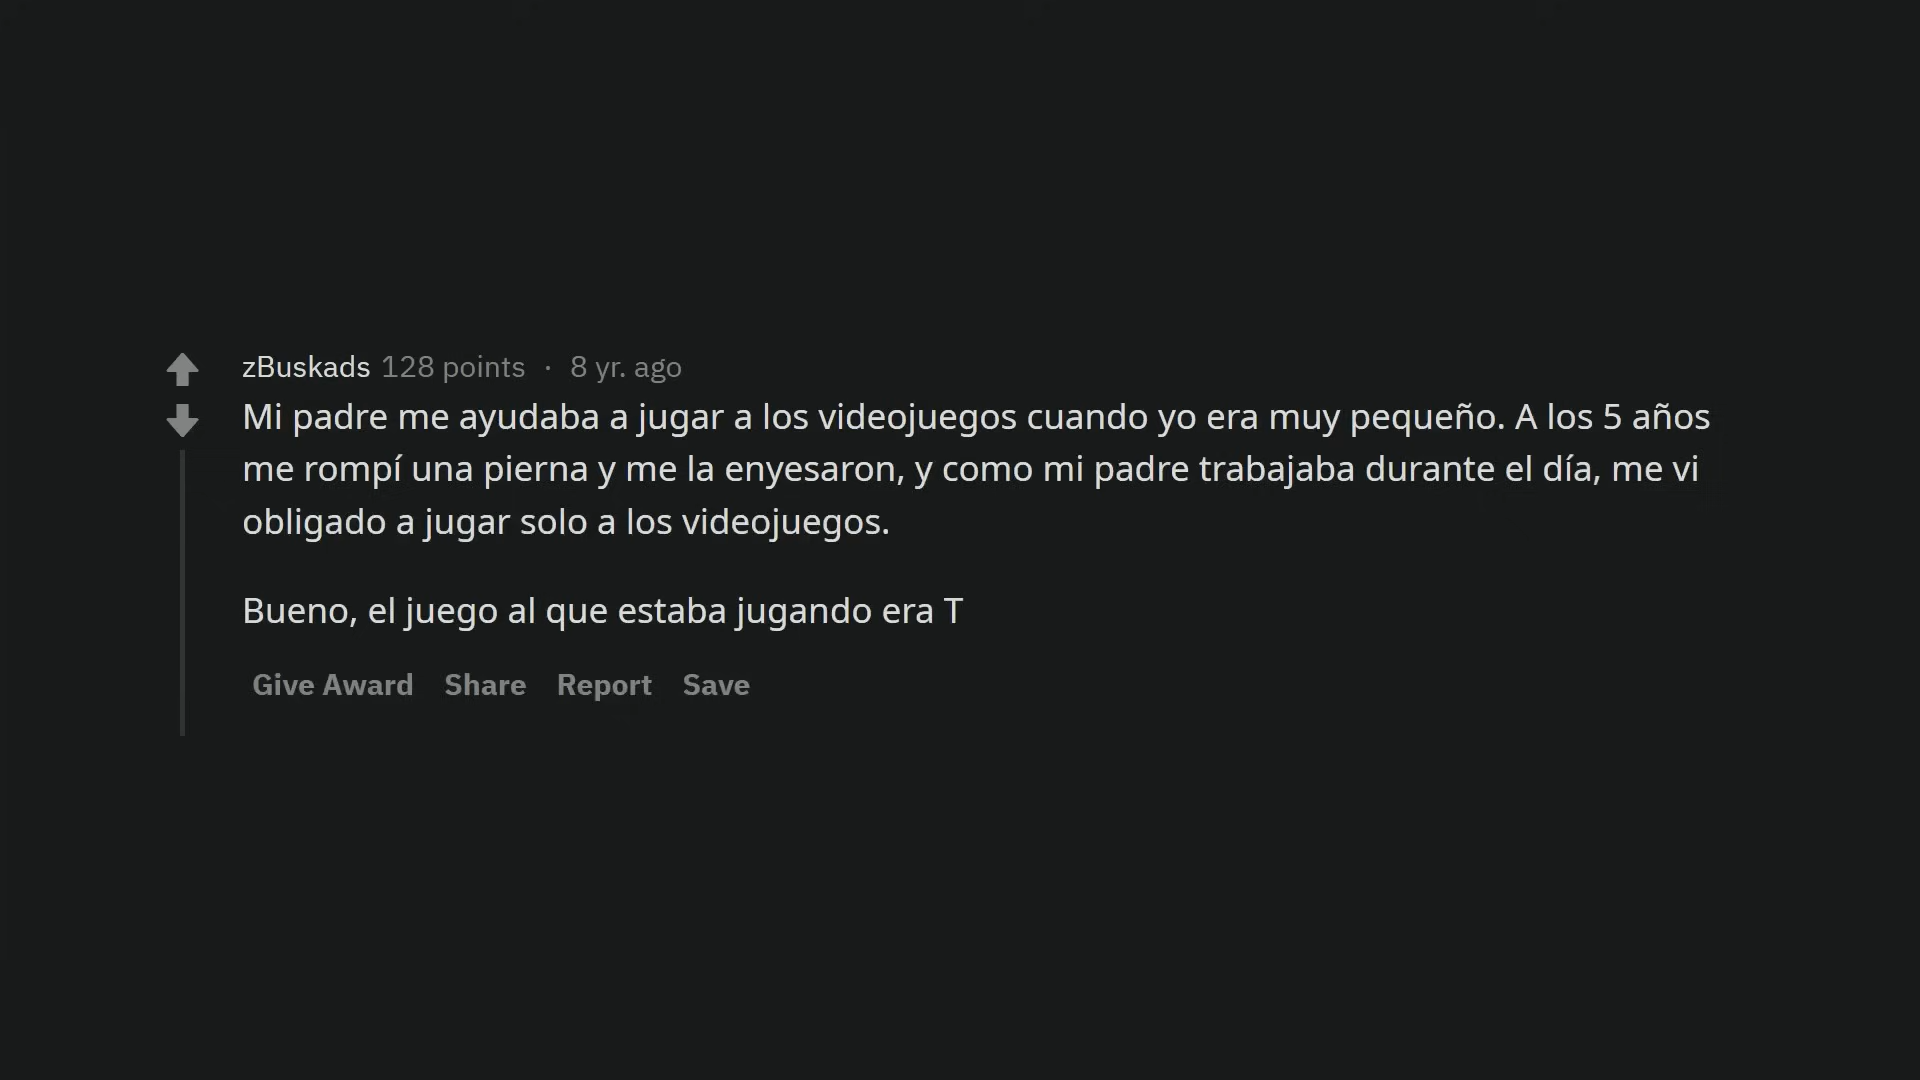 zBuskads 128 points · 8 yr. ago
Mi padre me ayudaba a jugar a los videojuegos cuando yo era muy pequeño. A los 5 años
me rompí una pierna y me la enyesaron, y como mi padre trabajaba durante el día, me vi
obligado a jugar solo a los videojuegos.
Bueno, el juego al que estaba jugando era T
Give Award Share Report Save